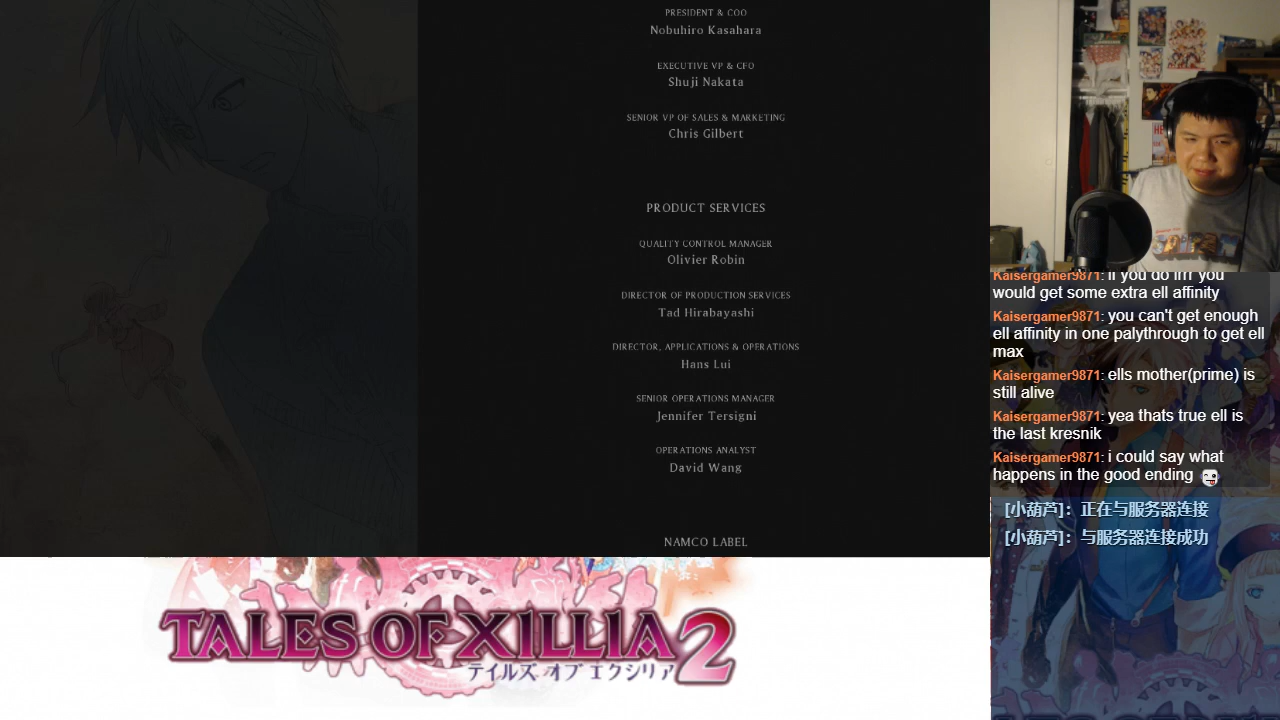 PRESIDENT & COO
Nobuhiro Kasahara
EXECUTIVE VP & CFO
Shuji Nakata
SENIOR VP OF SALES & MARKETING
Chris Gilbert
PRODUCT SERVICES
QUALITY CONTROL MANAGER
Olivier Robin
DIRECTOR OF PRODUCTION SERVICES
Tad Hirabayashi
DIRECTOR, APPLICATIONS & OPERATIONS
Hans Lui
SENIOR OPERATIONS MANAGER
Jennifer Tersigni
OPERATIONS ANALYST
David Wang
NAMCO LABEL
TALES OF XILLIA 2
テイルズ オブ エクシリア
Kaisergamer9871: if you do you
would get some extra ell affinity
Kaisergamer9871: you can't get enough
ell affinity in one palythrough to get ell
max
Kaisergamer9871: ells mother(prime) is
still alive
Kaisergamer9871: yea thats true ell is
the last kresnik
Kaisergamer9871: i could say what
happens in the good ending
[小葫芦]：正在与服务器连接
[小葫芦]：与服务器连接成功